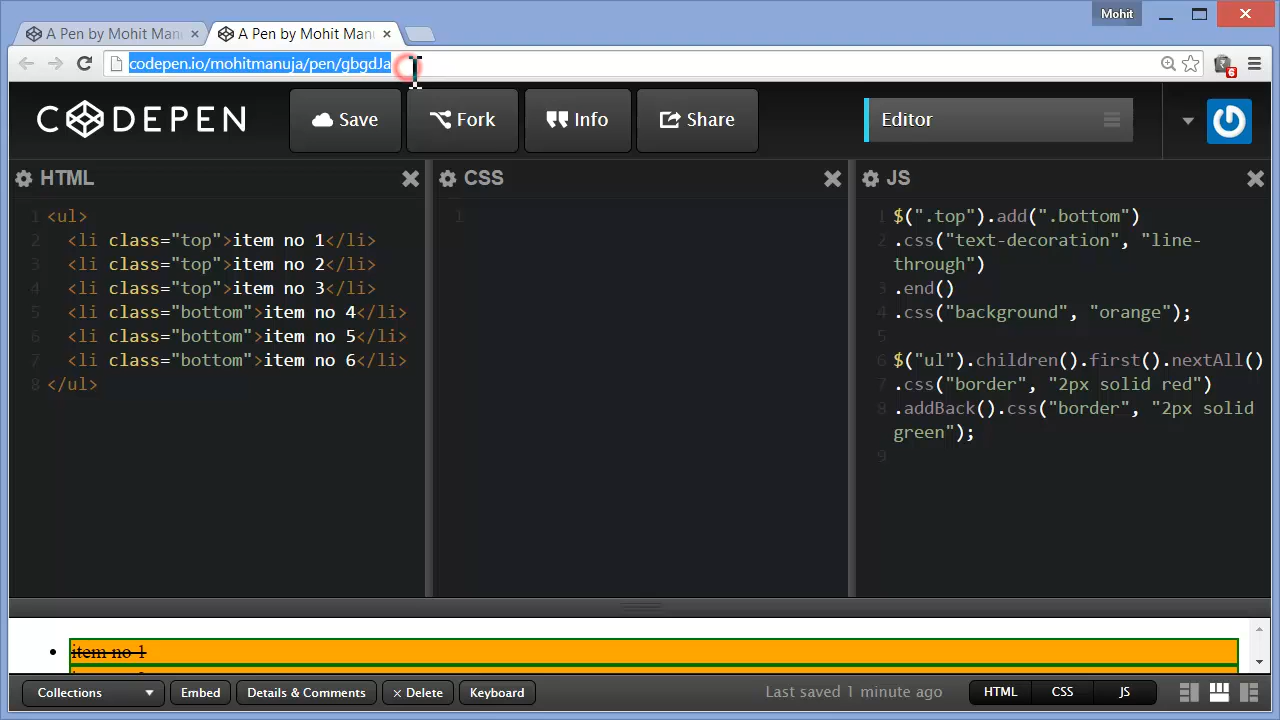 Mohit
A Pen by Mohit Man
A Pen by Mohit Manu
codepen.io/mohitmanuja/pen/gbgdJa
6
CODEPEN
Save
Fork
Info
Share
Editor
HTML
CSS
JS
1 <ul>
2 <li class="top">item no 1</li>
3 <li class="top">item no 2</li>
4 <li class="top">item no 3</li>
5 <li class="bottom">item no 4</li>
6 <li class="bottom">item no 5</li>
7 <li class="bottom">item no 6</li>
8 </ul>
1
1 $(".top").add(".bottom")
2 .css("text-decoration", "line-
through")
3 .end()
4 .css("background", "orange");
5
6 $("ul").children().first().nextAll()
7 .css("border", "2px solid red")
8 .addBack().css("border", "2px solid
green");
9
item no 1
Collections
Embed
Details & Comments
× Delete
Keyboard
Last saved 1 minute ago
HTML
CSS
JS